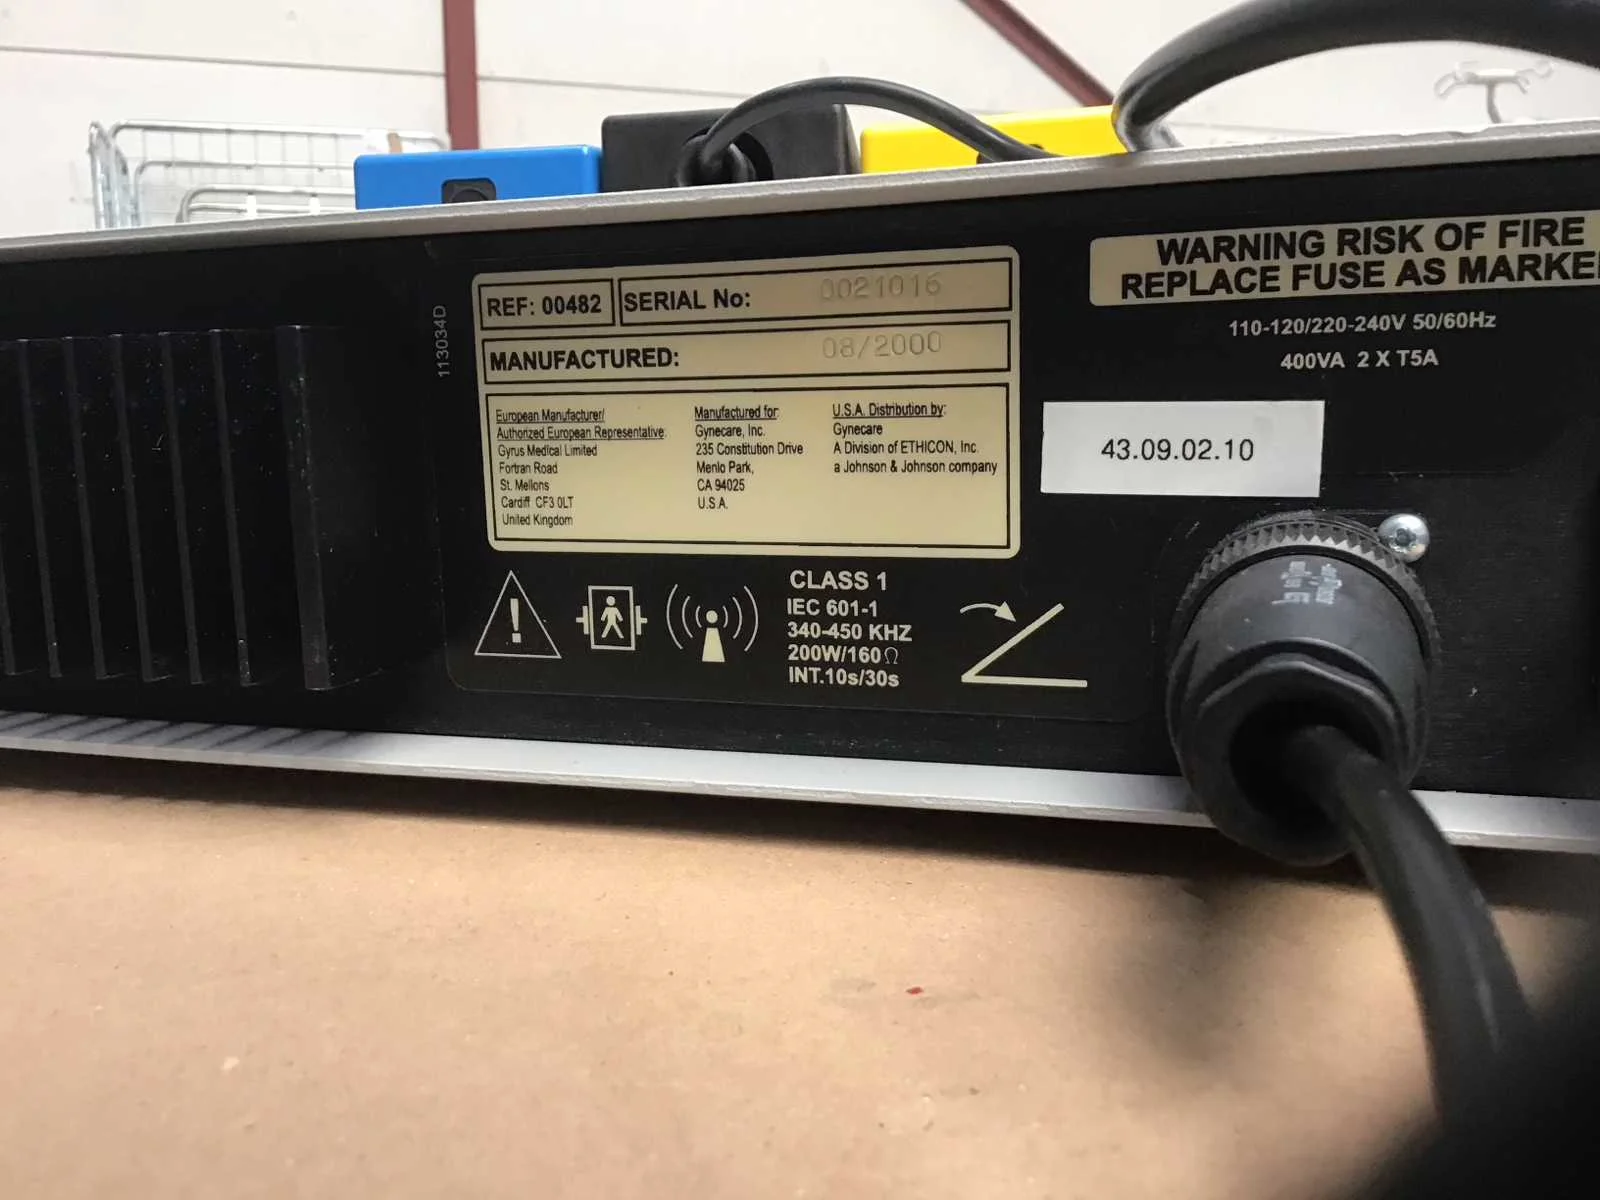 WARNING RISK OF FIRE
REPLACE FUSE AS MARKE
110-120/220-240V 50/60Hz
400VA 2 X T5A
REF: 00482
SERIAL No: 0021016
MANUFACTURED: 08/2000
113034D
European Manufacturer/
Authorized European Representative:
Gyrus Medical Limited
Fortran Road
St. Mellons
Cardiff CF3 0LT
United Kingdom
Manufactured for:
Gynecare, Inc.
235 Constitution Drive
Menlo Park,
CA 94025
U.S.A.
U.S.A. Distribution by:
Gynecare
A Division of ETHICON, Inc.
a Johnson & Johnson company
43.09.02.10
CLASS 1
IEC 601-1
340-450 KHZ
200W/160Ω
INT.10s/30s